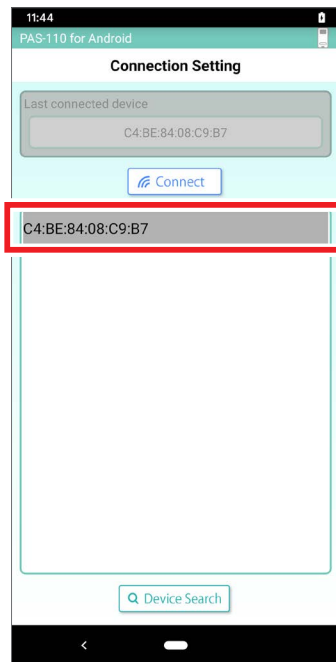 11:44
PAS-110 for Android
Connection Setting
Last connected device
C4:BE:84:08:C9:B7
Connect
C4:BE:84:08:C9:B7
Device Search